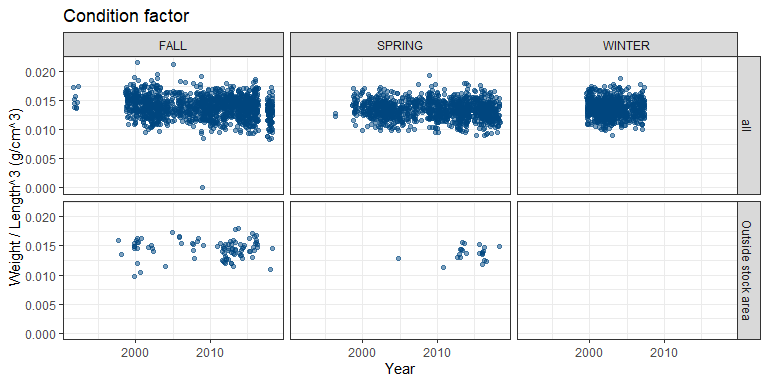 Condition factor
FALL
SPRING
WINTER
Weight / Length^3 (g/cm^3)
0.020
0.015
0.010
0.005
0.000
all
0.020
0.015
0.010
0.005
0.000
Outside stock area
2000
2010
2000
2010
2000
2010
Year